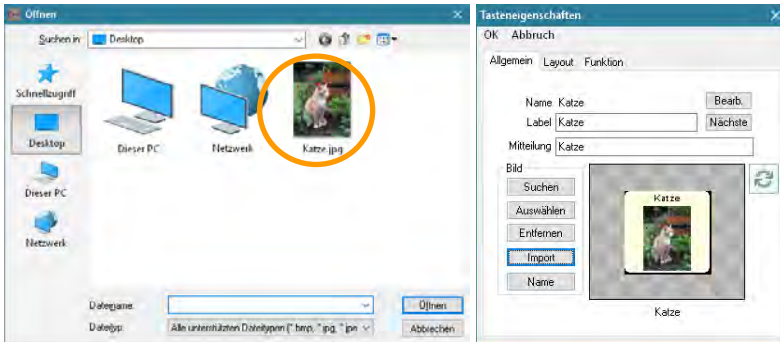 Öffnen
Suchen in: Desktop
Schnellzugriff
Desktop
Dieser PC
Netzwerk
Dieser PC
Netzwerk
Katze.jpg
Dateiname:
Öffnen
Dateityp: Alle unterstützten Dateitypen (*.bmp, *.jpg, *.jpe
Abbrechen
Tasteneigenschaften
OK Abbruch
Allgemein Layout Funktion
Name Katze Bearb.
Label Katze Nächste
Mitteilung Katze
Bild
Suchen
Auswählen
Entfernen
Import
Name
Katze
Katze